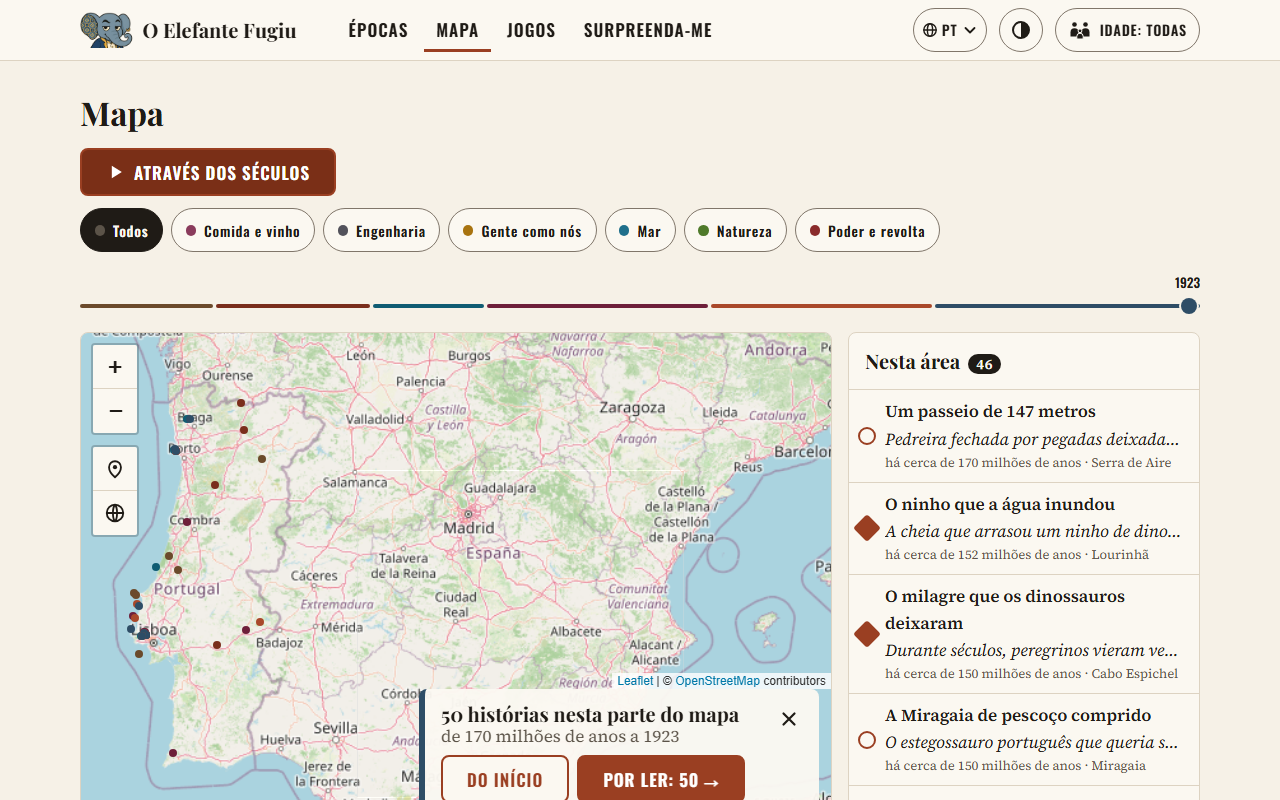 O Elefante Fugiu
ÉPOCAS
MAPA
JOGOS
SURPREENDA-ME
PT
IDADE: TODAS
Mapa
ATRAVÉS DOS SÉCULOS
Todos
Comida e vinho
Engenharia
Gente como nós
Mar
Natureza
Poder e revolta
1923
de Compostela
Navarra /
Nafarroa
Andorra
León
Burgos
Vigo
Ourense
Palencia
Zaragoza
Lleida
Catalunya
Valladolid
Castilla
y León
Braga
Aragón
Barcelon
Porto
Reus
Salamanca
Guadalajara
Castelló
de la Plana /
Castellón
de la Plana
Coimbra
Madrid
España
Talavera
de la Reina
Cáceres
Portugal
Extremadura
Ciudad
Real
Comunitat
Valenciana
Lisboa
Mérida
Albacete
Badajoz
Alacant /
Alicante
Región de
Leaflet | © OpenStreetMap contributors
Córdo
Sevilla
Huelva
Anda
Jerez de
la Frontera
Má
+
−
50 histórias nesta parte do mapa
de 170 milhões de anos a 1923
DO INÍCIO
POR LER: 50 →
Nesta área 46
Um passeio de 147 metros
Pedreira fechada por pegadas deixada…
há cerca de 170 milhões de anos · Serra de Aire
O ninho que a água inundou
A cheia que arrasou um ninho de dino…
há cerca de 152 milhões de anos · Lourinhã
O milagre que os dinossauros
deixaram
Durante séculos, peregrinos vieram ve…
há cerca de 150 milhões de anos · Cabo Espichel
A Miragaia de pescoço comprido
O estegossauro português que queria s…
há cerca de 150 milhões de anos · Miragaia